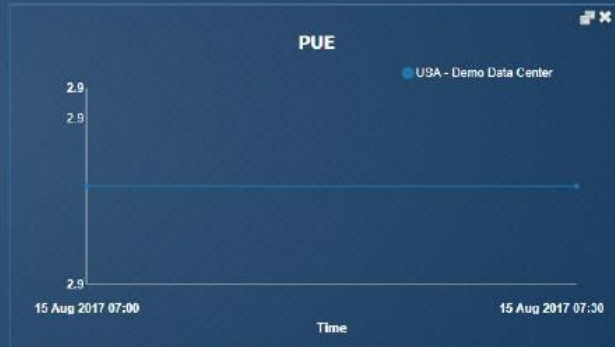 PUE
USA - Demo Data Center
2.9
2.9
2.9
15 Aug 2017 07:00
15 Aug 2017 07:30
Time